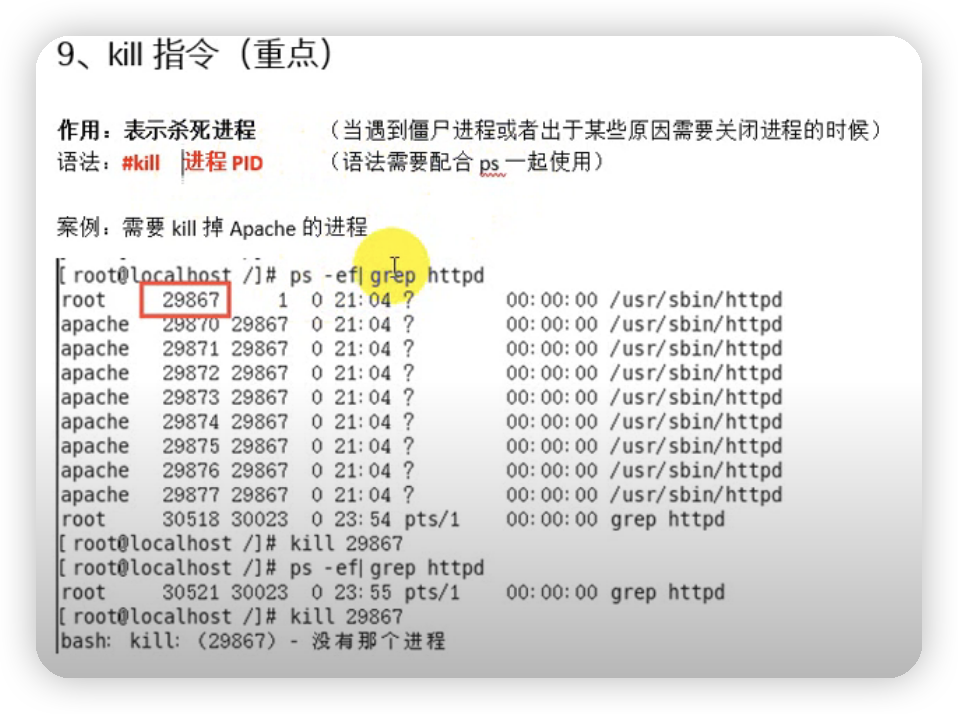 9、kill 指令（重点）
作用：表示杀死进程 （当遇到僵尸进程或者出于某些原因需要关闭进程的时候）
语法：#kill 进程 PID （语法需要配合 ps 一起使用）
案例：需要 kill 掉 Apache 的进程
[root@localhost /]# ps -ef|grep httpd
root 29867 1 0 21:04 ? 00:00:00 /usr/sbin/httpd
apache 29870 29867 0 21:04 ? 00:00:00 /usr/sbin/httpd
apache 29871 29867 0 21:04 ? 00:00:00 /usr/sbin/httpd
apache 29872 29867 0 21:04 ? 00:00:00 /usr/sbin/httpd
apache 29873 29867 0 21:04 ? 00:00:00 /usr/sbin/httpd
apache 29874 29867 0 21:04 ? 00:00:00 /usr/sbin/httpd
apache 29875 29867 0 21:04 ? 00:00:00 /usr/sbin/httpd
apache 29876 29867 0 21:04 ? 00:00:00 /usr/sbin/httpd
apache 29877 29867 0 21:04 ? 00:00:00 /usr/sbin/httpd
root 30518 30023 0 23:54 pts/1 00:00:00 grep httpd
[root@localhost /]# kill 29867
[root@localhost /]# ps -ef|grep httpd
root 30521 30023 0 23:55 pts/1 00:00:00 grep httpd
[root@localhost /]# kill 29867
bash: kill: (29867) - 没有那个进程